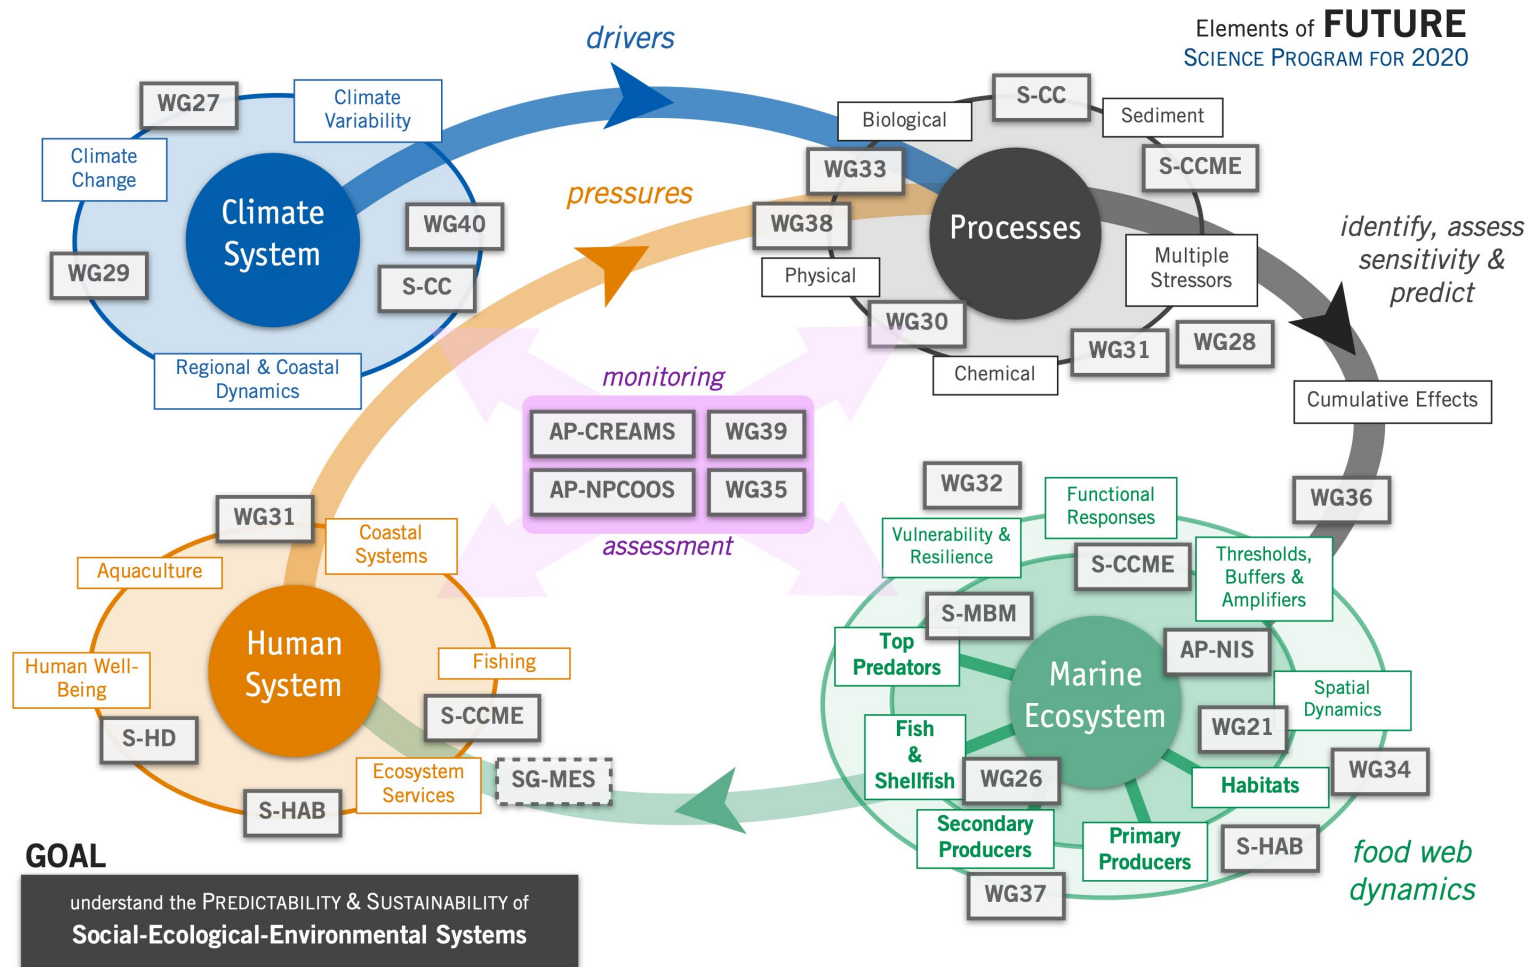 Elements of FUTURE
SCIENCE PROGRAM FOR 2020
drivers
WG27
Climate
Variability
Climate
Change
Climate
System
WG40
WG29
S-CC
Regional & Coastal
Dynamics
pressures
S-CC
Biological
Sediment
WG33
S-CCME
WG38
Processes
Physical
Multiple
Stressors
WG30
WG31
WG28
Chemical
identify, assess
sensitivity &
predict
Cumulative Effects
WG36
monitoring
AP-CREAMS
WG39
AP-NPCOOS
WG35
assessment
WG31
Coastal
Systems
Aquaculture
Human
System
Human Well-
Being
Fishing
S-CCME
S-HD
Ecosystem
Services
S-HAB
SG-MES
WG32
Functional
Responses
Vulnerability &
Resilience
S-CCME
Thresholds,
Buffers &
Amplifiers
S-MBM
Top
Predators
AP-NIS
Marine
Ecosystem
Spatial
Dynamics
Fish
&
Shellfish
WG21
WG26
Habitats
WG34
Secondary
Producers
Primary
Producers
S-HAB
WG37
food web
dynamics
GOAL
understand the PREDICTABILITY & SUSTAINABILITY of
Social-Ecological-Environmental Systems